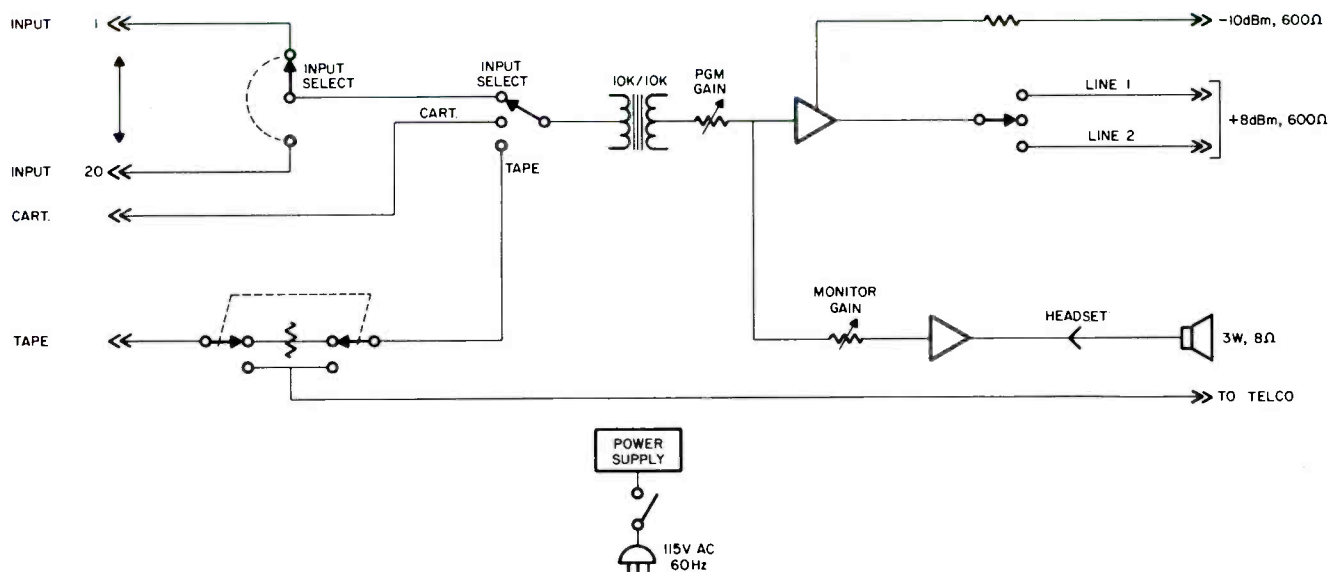 INPUT 1
INPUT
SELECT
INPUT 20
CART.
TAPE
INPUT
SELECT
CART.
TAPE
10K/10K
PGM
GAIN
-10dBm, 600Ω
LINE 1
LINE 2
+8dBm, 600Ω
MONITOR
GAIN
HEADSET
3W, 8Ω
TO TELCO
POWER
SUPPLY
115V AC
60Hz